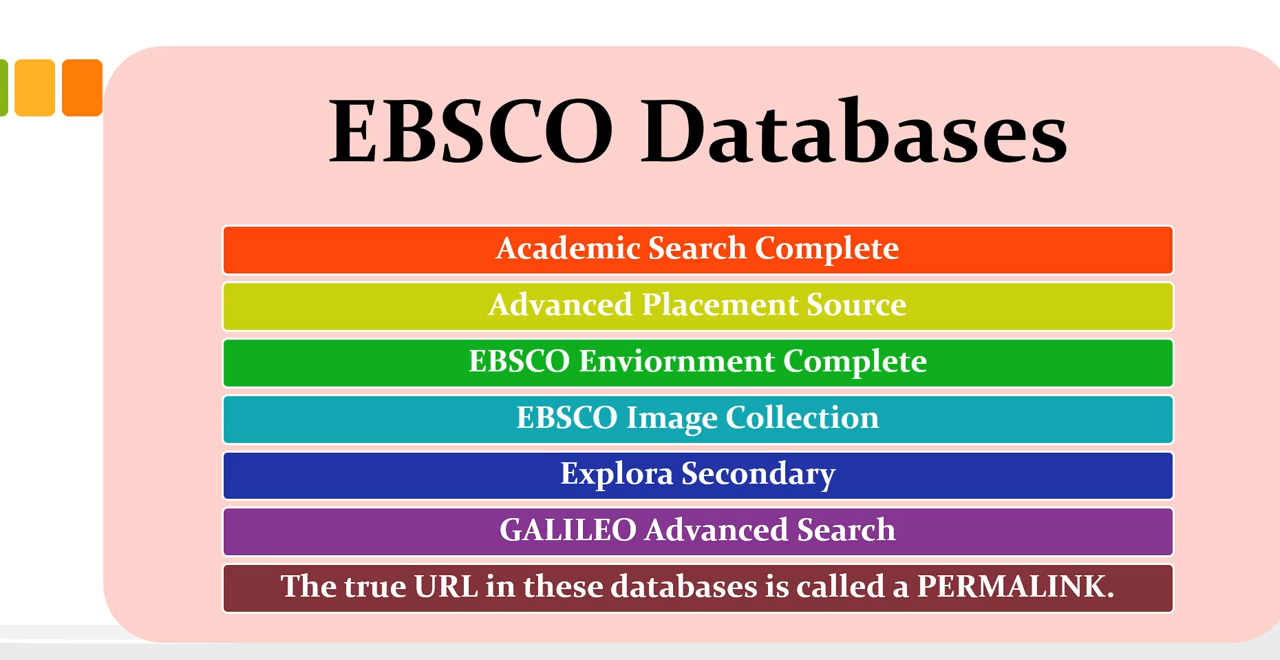 EBSCO Databases
Academic Search Complete
Advanced Placement Source
EBSCO Enviornment Complete
EBSCO Image Collection
Explora Secondary
GALILEO Advanced Search
The true URL in these databases is called a PERMALINK.